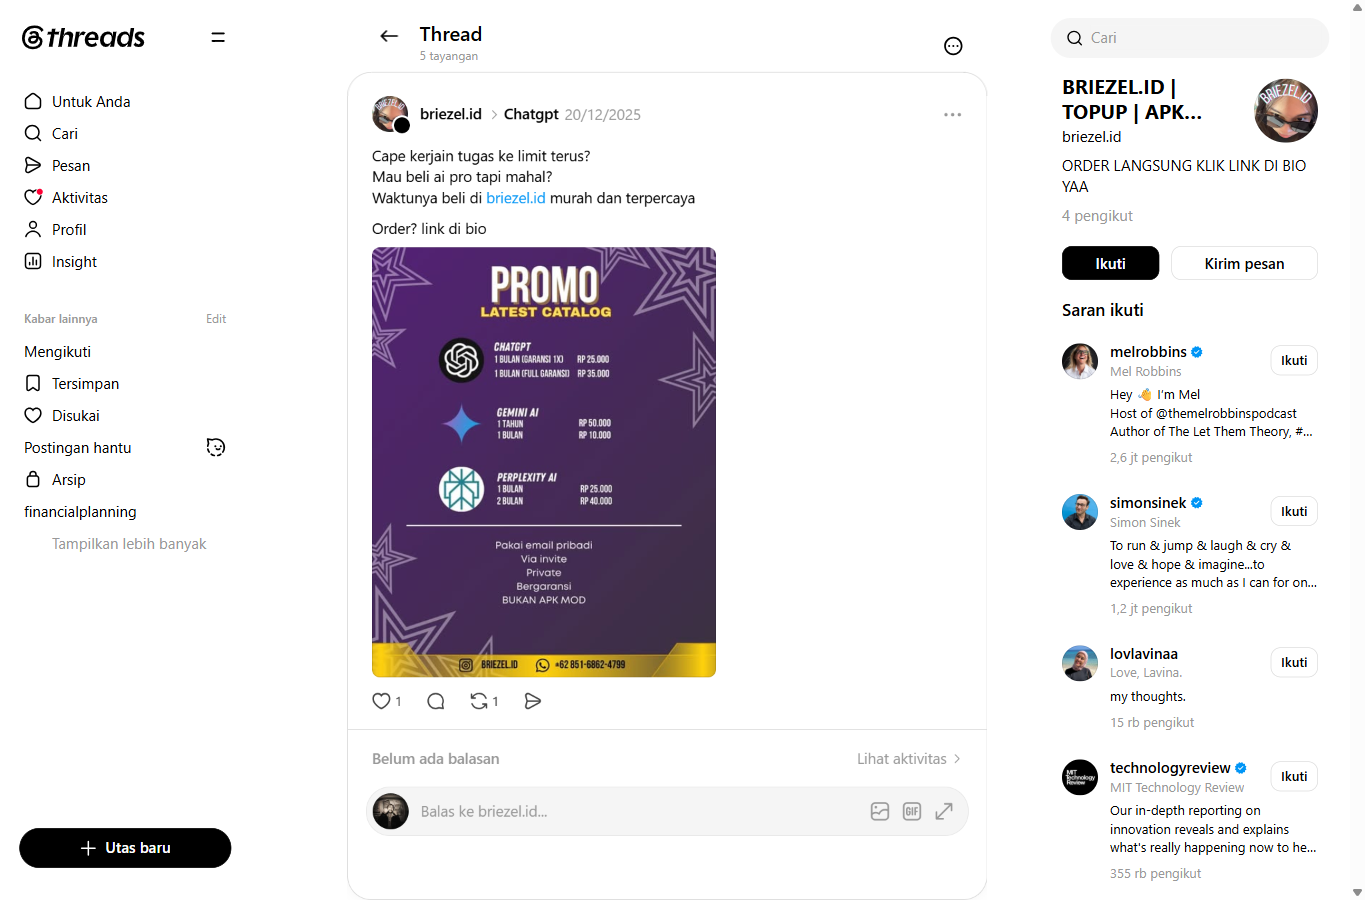 threads
Untuk Anda
Cari
Pesan
Aktivitas
Profil
Insight
Kabar lainnya
Edit
Mengikuti
Tersimpan
Disukai
Postingan hantu
Arsip
financialplanning
Tampilkan lebih banyak
Utas baru
Thread
5 tayangan
briezel.id > Chatgpt 20/12/2025
Cape kerjain tugas ke limit terus?
Mau beli ai pro tapi mahal?
Waktunya beli di briezel.id murah dan terpercaya
Order? link di bio
PROMO
LATEST CATALOG
CHATGPT
1 BULAN (GARANSI 1X) RP 25.000
1 BULAN (FULL GARANSI) RP 35.000
GEMINI AI
1 TAHUN RP 50.000
1 BULAN RP 10.000
PERPLEXITY AI
1 BULAN RP 25.000
2 BULAN RP 40.000
Pakai email pribadi
Via invite
Private
Bergaransi
BUKAN APK MOD
BRIEZEL.ID +62 851-6862-4799
1
1
Belum ada balasan
Lihat aktivitas >
Balas ke briezel.id...
GIF
Cari
BRIEZEL.ID |
TOPUP | APK...
BRIEZEL.ID
briezel.id
ORDER LANGSUNG KLIK LINK DI BIO
YAA
4 pengikut
Ikuti
Kirim pesan
Saran ikuti
melrobbins
Mel Robbins
Ikuti
Hey 👋 I'm Mel
Host of @themelrobbinspodcast
Author of The Let Them Theory, #...
2,6 jt pengikut
simonsinek
Simon Sinek
Ikuti
To run & jump & laugh & cry &
love & hope & imagine...to
experience as much as I can for on...
1,2 jt pengikut
lovlavinaa
Love, Lavina.
Ikuti
my thoughts.
15 rb pengikut
MIT
Technology
Review
technologyreview
MIT Technology Review
Ikuti
Our in-depth reporting on
innovation reveals and explains
what's really happening now to he...
355 rb pengikut